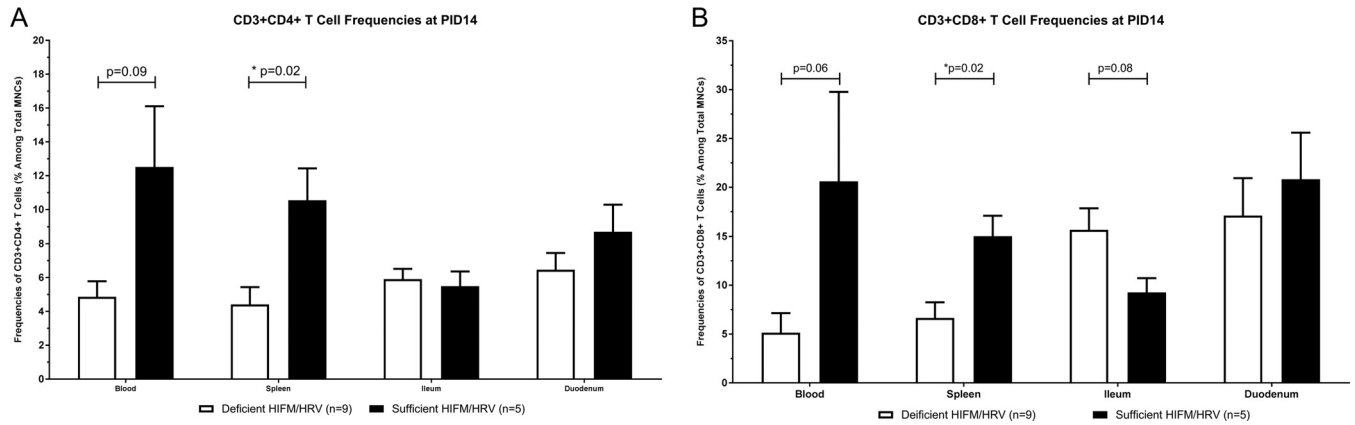 A
CD3+CD4+ T Cell Frequencies at PID14
Frequencies of CD3+CD4+ T Cells (% Among Total MNCs)
20
18
16
14
12
10
8
6
4
2
0
p=0.09
* p=0.02
Blood
Spleen
Ileum
Duodenum
Deficient HIFM/HRV (n=9)
Sufficient HIFM/HRV (n=5)
B
CD3+CD8+ T Cell Frequencies at PID14
Frequencies of CD3+CD8+ T Cells (% Among Total MNCs)
35
30
25
20
15
10
5
0
p=0.06
*p=0.02
p=0.08
Blood
Spleen
Ileum
Duodenum
Deificient HIFM/HRV (n=9)
Sufficient HIFM/HRV (n=5)